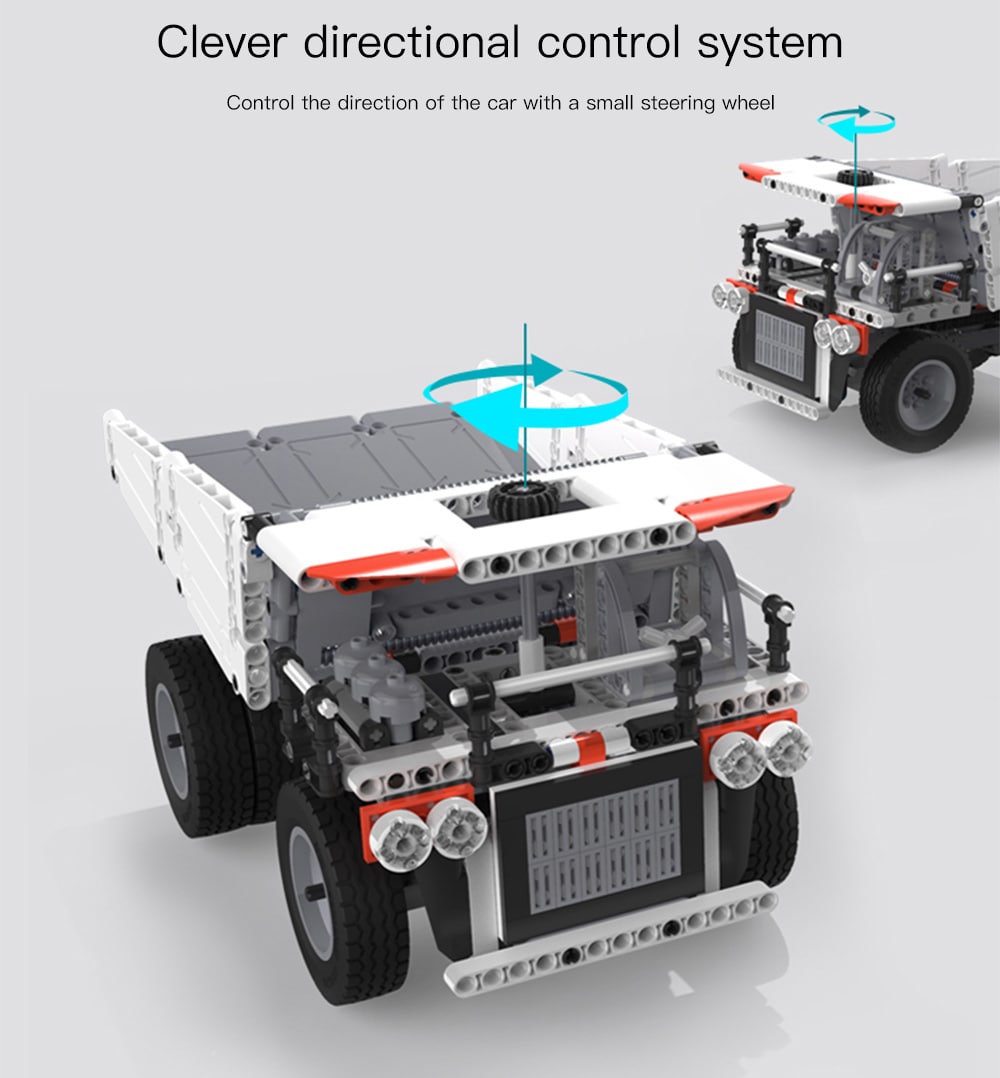 Clever directional control system
Control the direction of the car with a small steering wheel